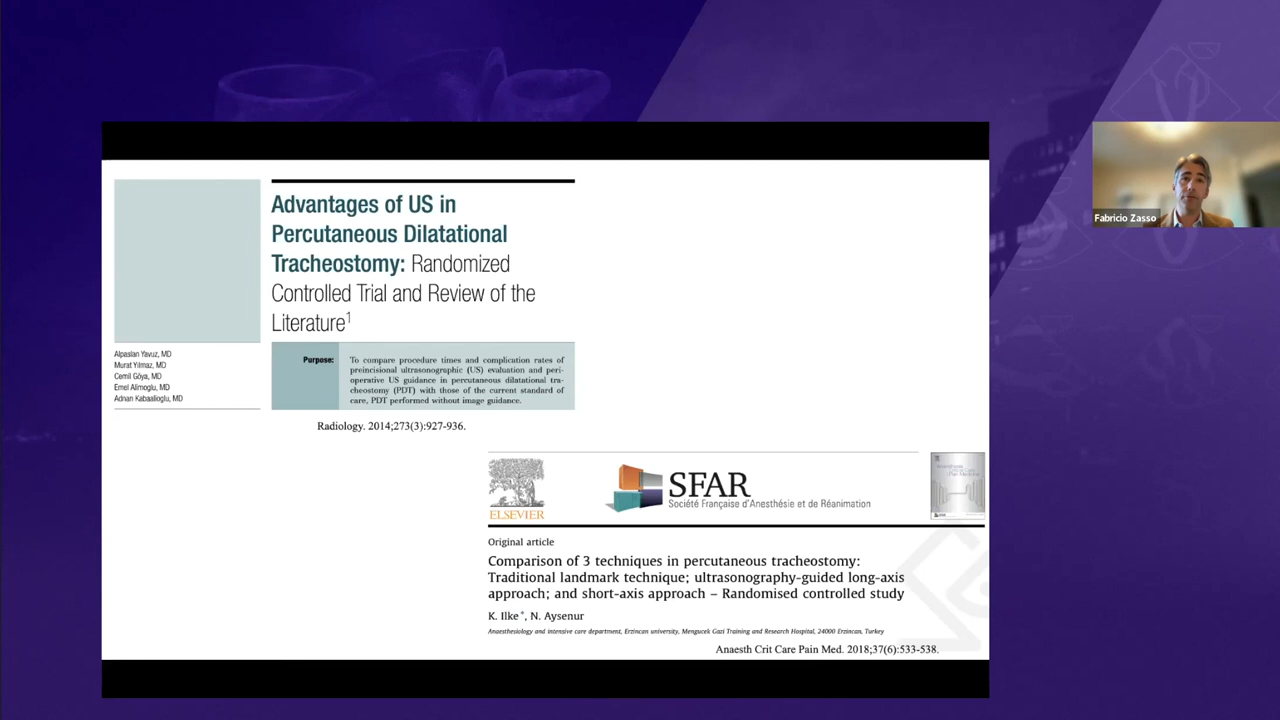 Advantages of US in
Percutaneous Dilatational
Tracheostomy: Randomized
Controlled Trial and Review of the
Literature1
Alpaslan Yavuz, MD
Murat Yılmaz, MD
Cemil Göya, MD
Emel Alimoglu, MD
Adnan Kabaalioglu, MD
Purpose:
To compare procedure times and complication rates of
preincisional ultrasonographic (US) evaluation and peri-
operative US guidance in percutaneous dilatational tra-
cheostomy (PDT) with those of the current standard of
care, PDT performed without image guidance.
Radiology. 2014;273(3):927-936.
ELSEVIER
SFAR
Société Française d'Anesthésie et de Réanimation
Original article
Comparison of 3 techniques in percutaneous tracheostomy:
Traditional landmark technique; ultrasonography-guided long-axis
approach; and short-axis approach – Randomised controlled study
K. Ilke*, N. Aysenur
Anaesthesiology and intensive care department, Erzincan university, Mengucek Gazi Training and Research Hospital, 24000 Erzincan, Turkey
Anaesth Crit Care Pain Med. 2018;37(6):533-538.
Fabricio Zasso